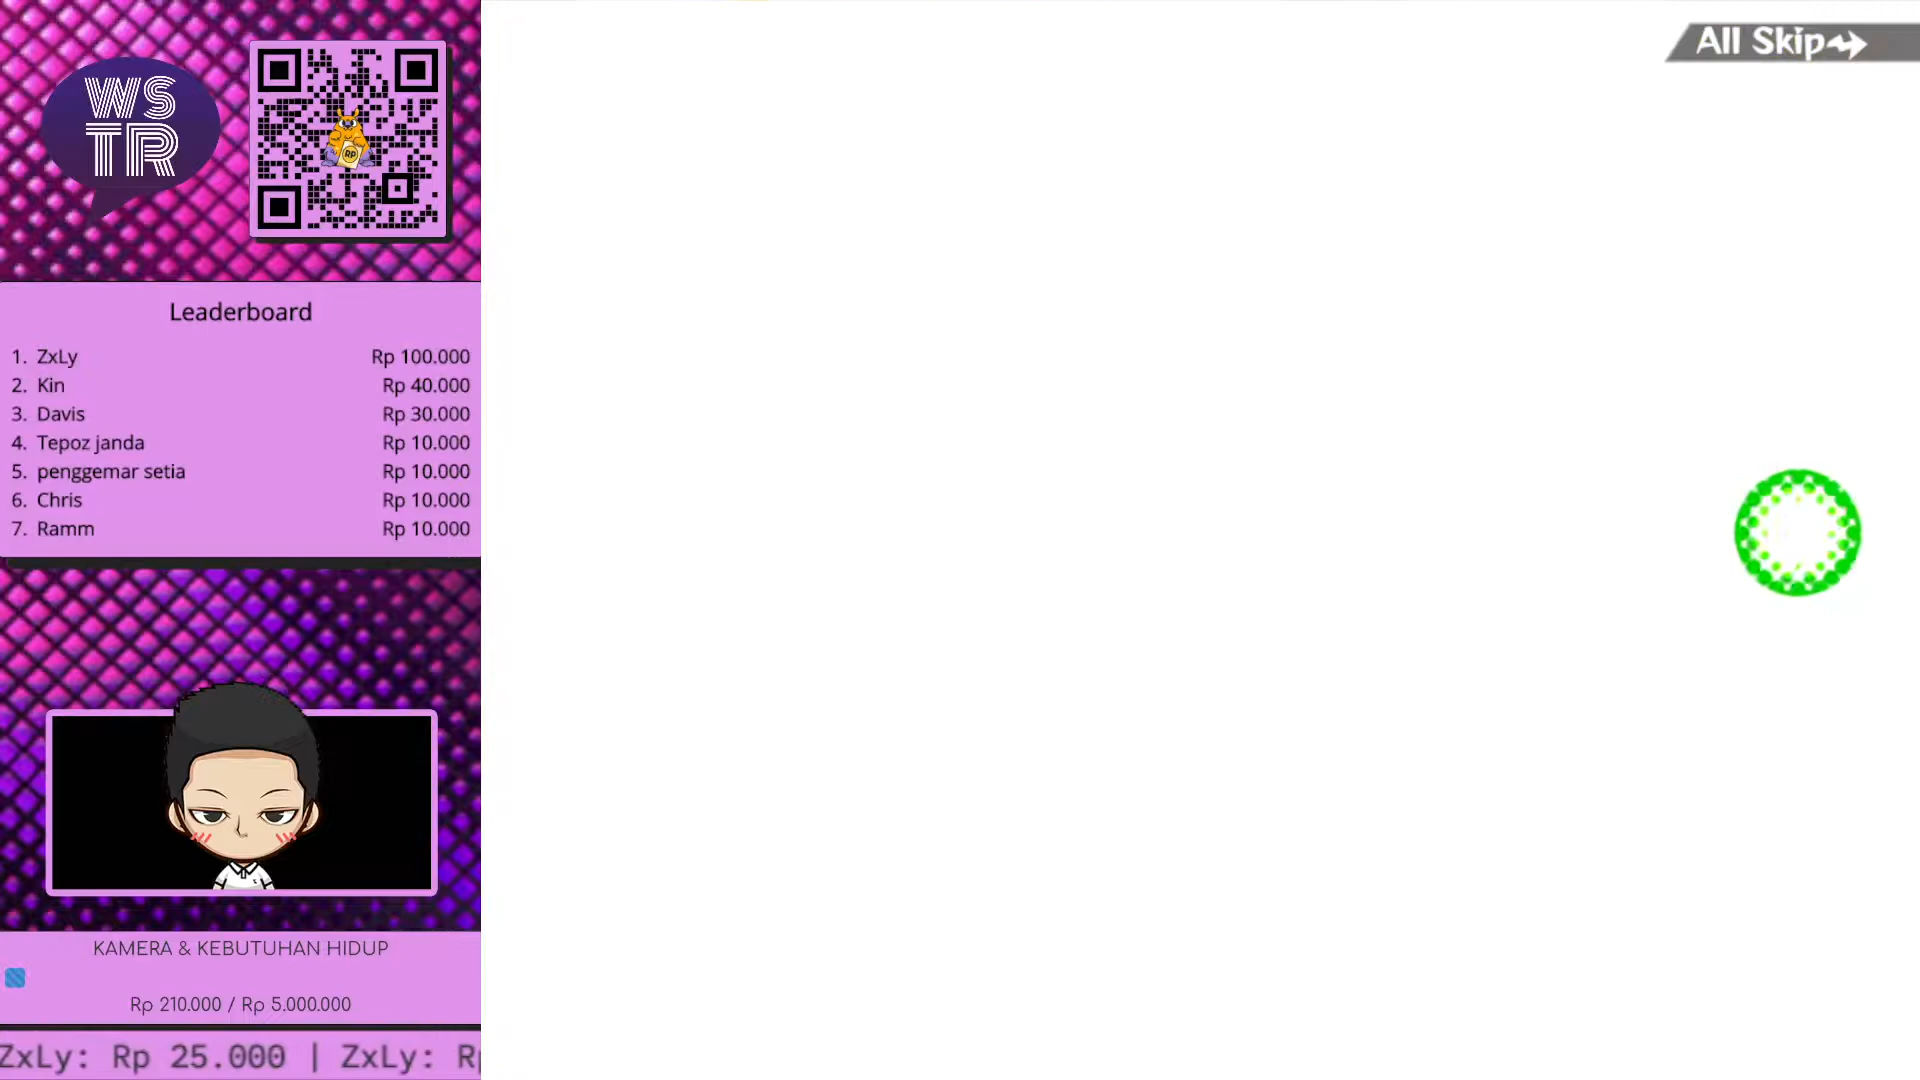 WS
TR
RP
All Skip
Leaderboard
1. ZxLy Rp 100.000
2. Kin Rp 40.000
3. Davis Rp 30.000
4. Tepoz janda Rp 10.000
5. penggemar setia Rp 10.000
6. Chris Rp 10.000
7. Ramm Rp 10.000
KAMERA & KEBUTUHAN HIDUP
Rp 210.000 / Rp 5.000.000
ZxLy: Rp 25.000 | ZxLy: Rp